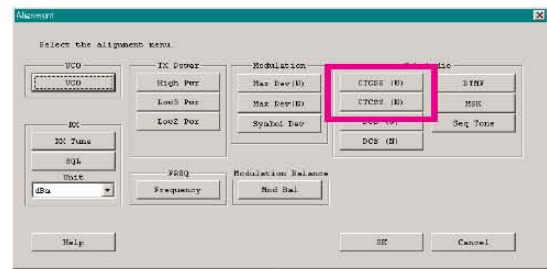 Alignment
Select the alignment menu.
VCO
TX Power
Modulation
VCO
High Pwr
Max Dev(W)
CTCSS (W)
DTMF
Low3 Pwr
Max Dev(N)
CTCSS (N)
MSK
RX
Low2 Pwr
Symbol Dev
Seq Tone
RX Tune
DCS (N)
SQL
Unit
FREQ
Modulation Balance
dBm
Frequency
Mod Bal
Help
OK
Cancel